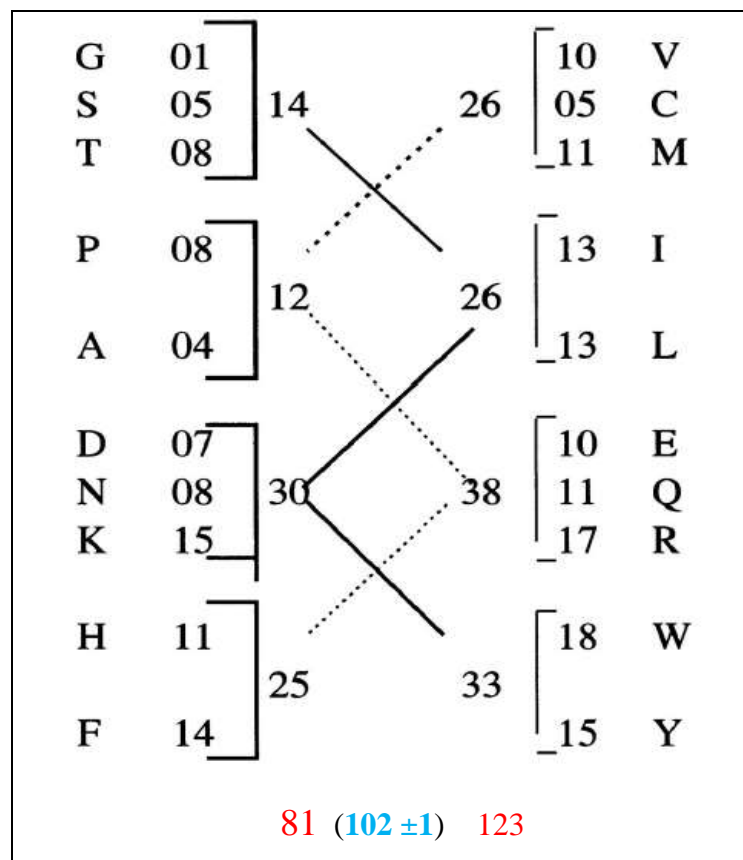 G 01 10 V
S 05 14 26 05 C
T 08 11 M
P 08 13 I
12 26
A 04 13 L
D 07 10 E
N 08 30 38 11 Q
K 15 17 R
H 11 18 W
25 33
F 14 15 Y
81 (102 ±1) 123